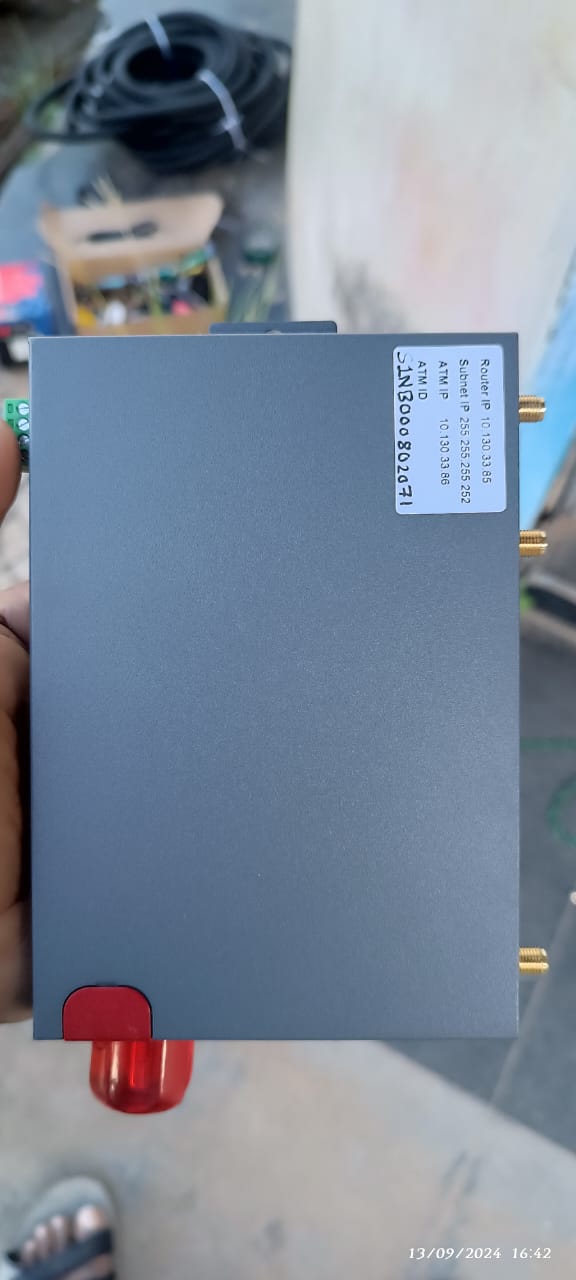 Router IP 10.130.33.85
Subnet IP 255.255.255.252
ATM IP 10.130.33.86
ATM ID
S1NB000802071
13/09/2024 16:42